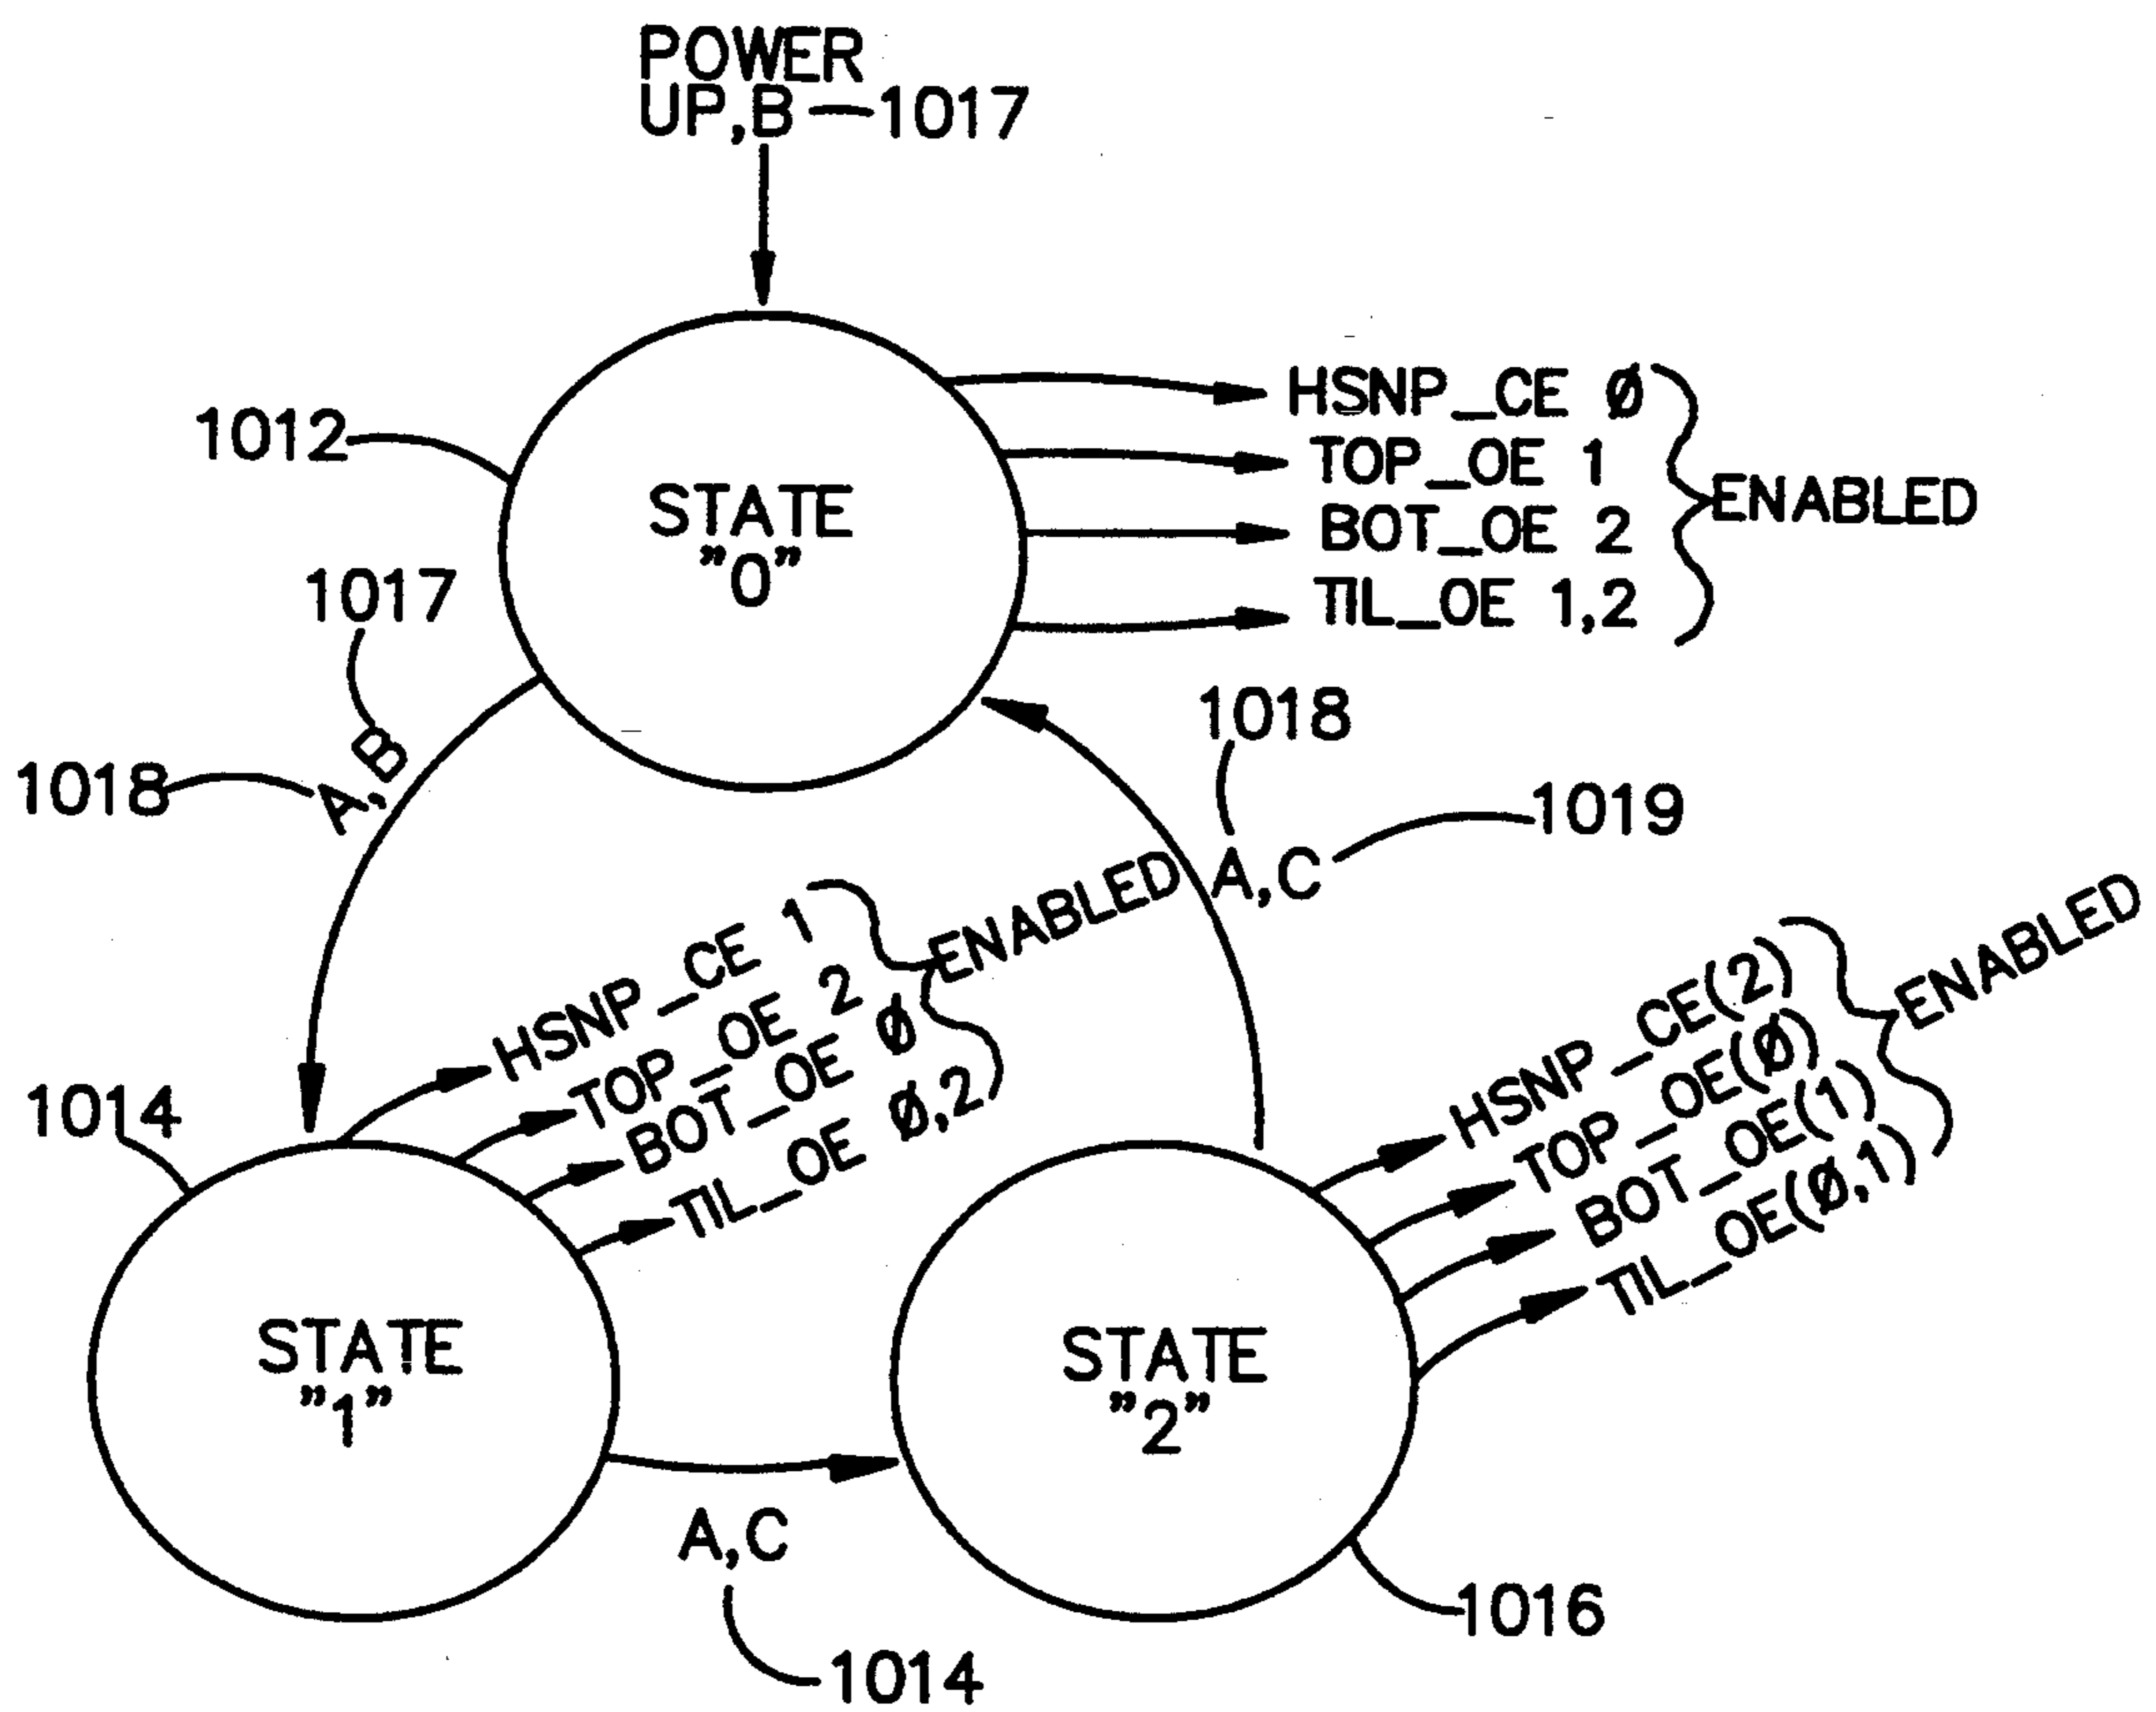 POWER
UP,B 1017
HSNP_CE Ø
TOP_OE 1
BOT_OE 2
TIL_OE 1,2
ENABLED
1012
STATE
"0"
1017
1018
A,B
1018
A,C
1019
HSNP_CE 1
TOP_OE 2
BOT_OE Ø
TIL_OE Ø,2
ENABLED
HSNP_CE(2)
TOP_OE(Ø)
BOT_OE(1)
TIL_OE(Ø,1)
ENABLED
1014
STATE
"1"
STATE
"2"
A,C
1014
1016